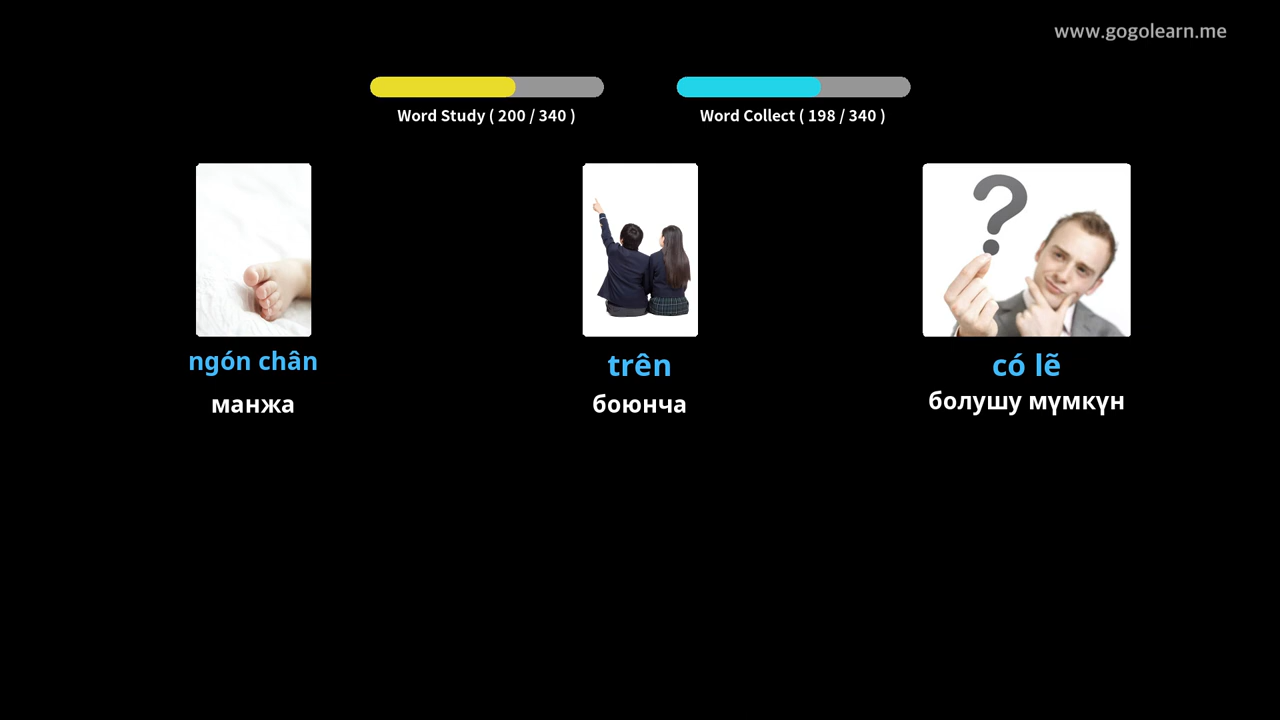 www.gogolearn.me
Word Study ( 200 / 340 )
Word Collect ( 198 / 340 )
ngón chân
trên
có lẽ
манжа
боюнча
болушу мүмкүн